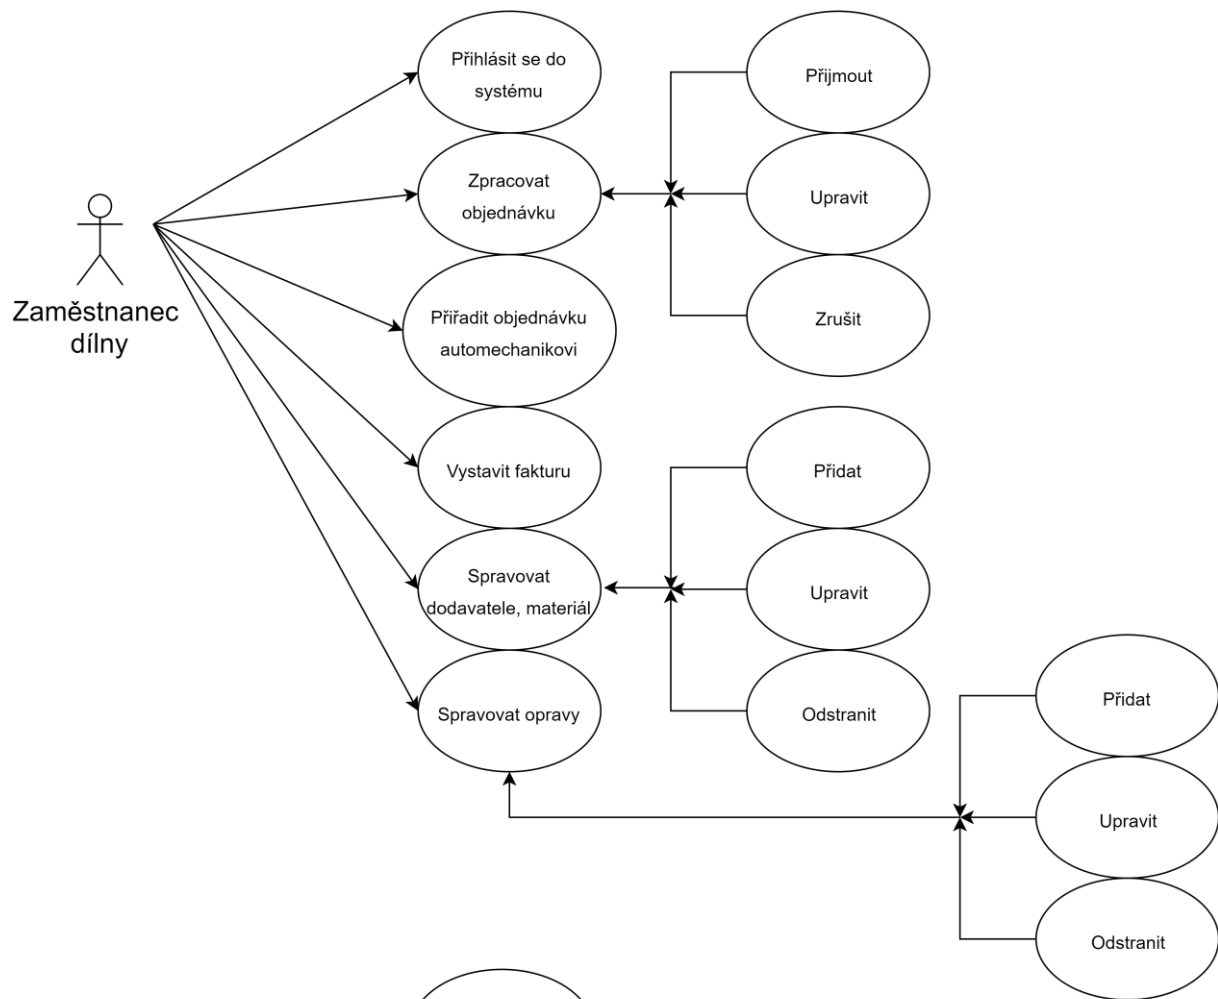 Přihlásit se do
systému
Přijmout
Zpracovat
objednávku
Upravit
Zaměstnanec
dílny
Přiřadit objednávku
automechanikovi
Zrušit
Vystavit fakturu
Přidat
Spravovat
dodavatele, materiál
Upravit
Spravovat opravy
Odstranit
Přidat
Upravit
Odstranit